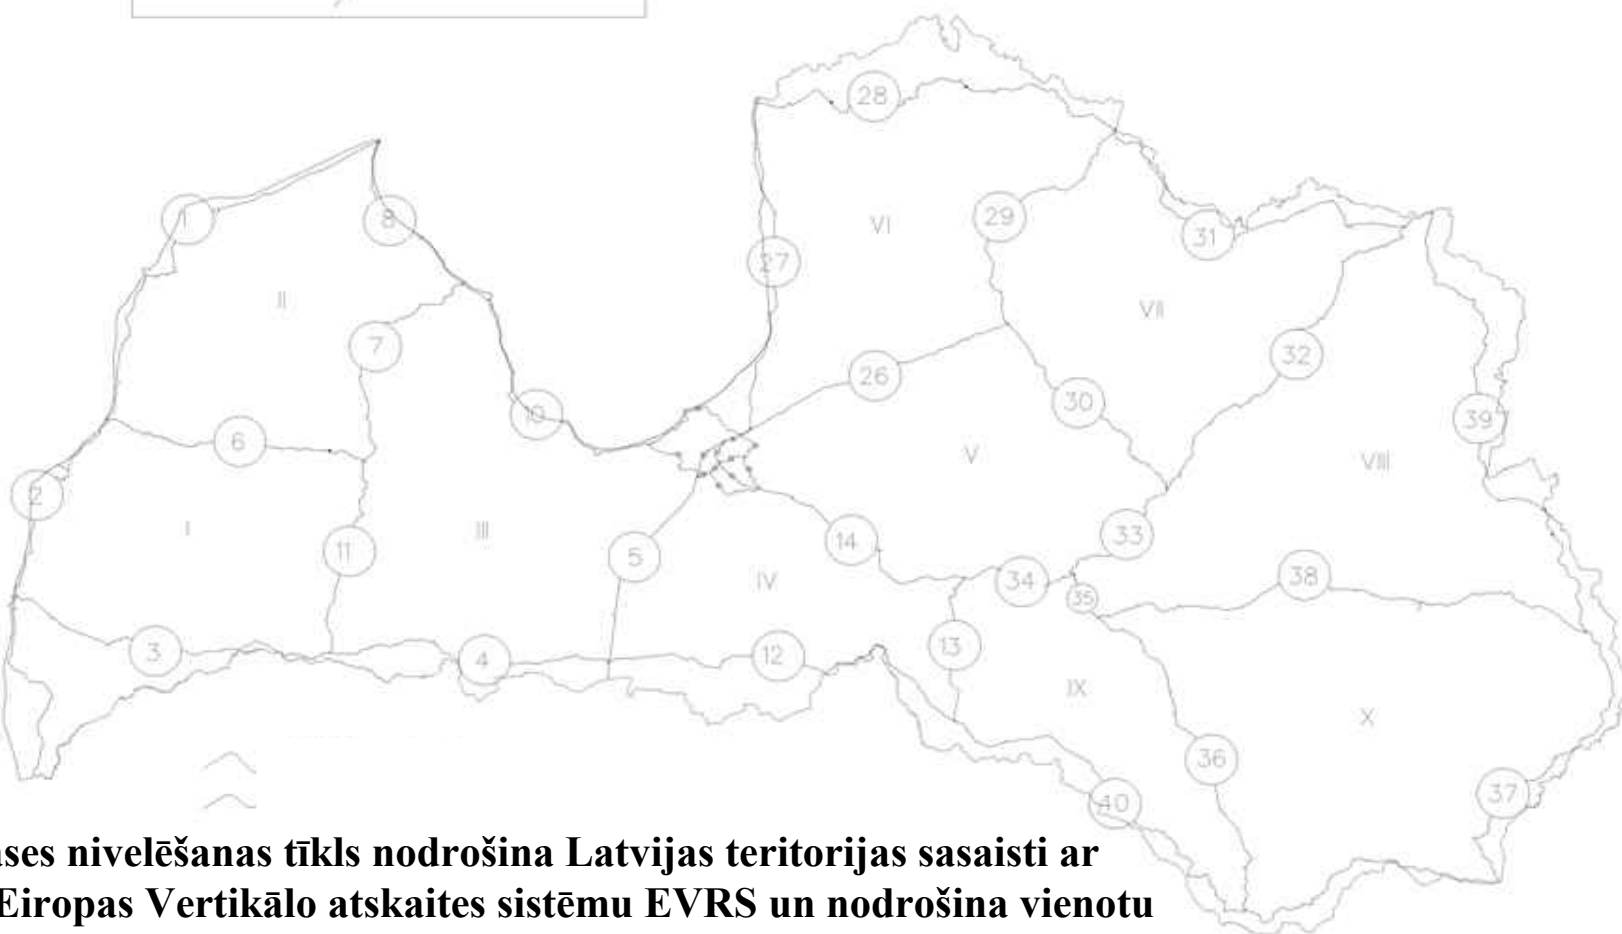 28
1
8
29
VI
31
27
II
VII
7
32
26
30
10
39
6
V
VIII
2
I
III
33
14
11
5
38
IV
34
35
13
3
12
4
IX
X
36
37
40
ses nivelēšanas tīkls nodrošina Latvijas teritorijas sasaisti ar
Eiropas Vertikālo atskaites sistēmu EVRS un nodrošina vienotu